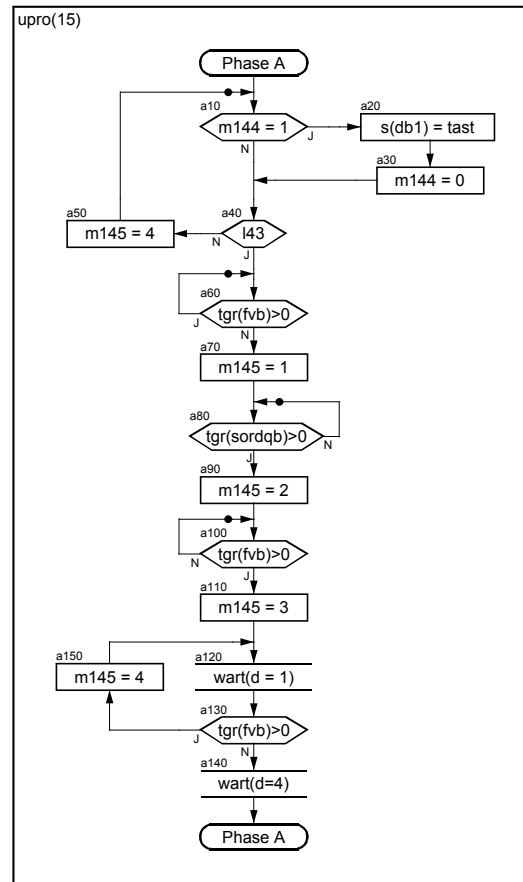 upro(15)
Phase A
a10
m144 = 1
J
N
a20
s(db1) = tast
a30
m144 = 0
a40
l43
N
J
a50
m145 = 4
a60
tgr(fvb)>0
J
N
a70
m145 = 1
a80
tgr(sordqb)>0
N
J
a90
m145 = 2
a100
tgr(fvb)>0
N
J
a110
m145 = 3
a150
m145 = 4
a120
wart(d = 1)
a130
tgr(fvb)>0
J
N
a140
wart(d=4)
Phase A